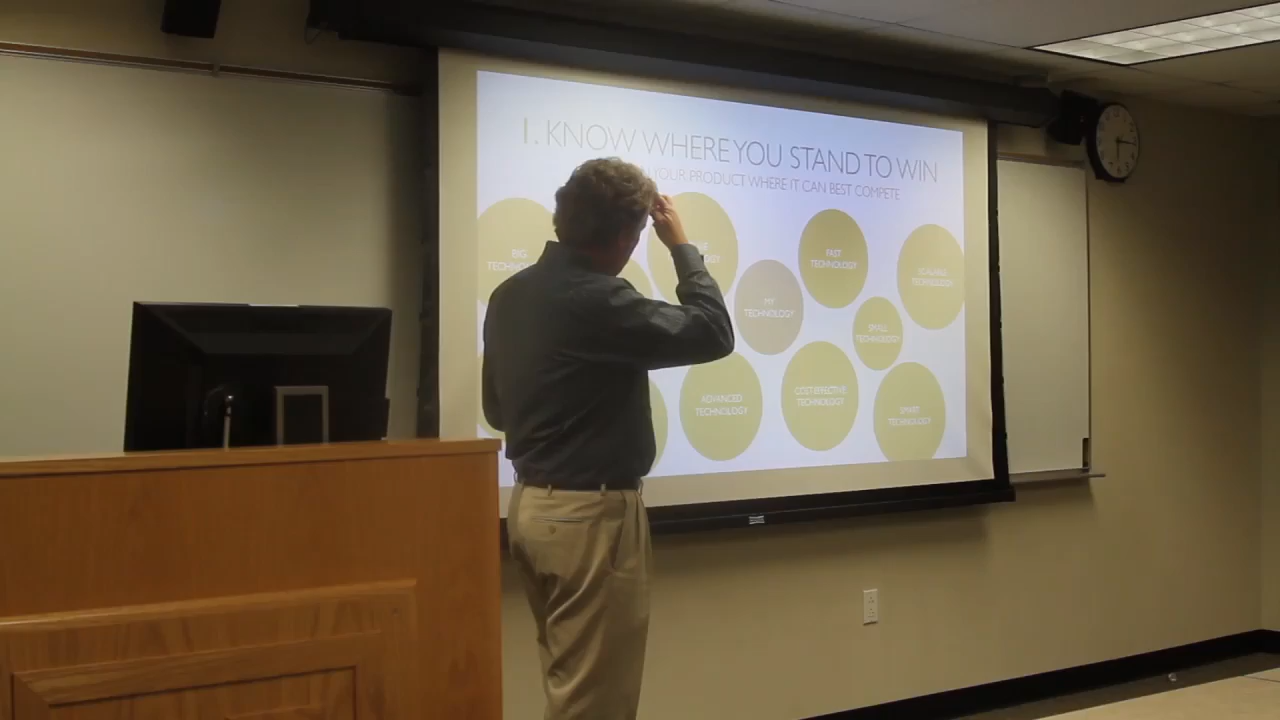 1. KNOW WHERE YOU STAND TO WIN
YOUR PRODUCT WHERE IT CAN BEST COMPETE
BIG
FAST
TECHNOLOGY
SCALABLE
TECHNOLOGY
MY
TECHNOLOGY
SMALL
TECHNOLOGY
ADVANCED
TECHNOLOGY
COST EFFECTIVE
TECHNOLOGY
SMART
TECHNOLOGY